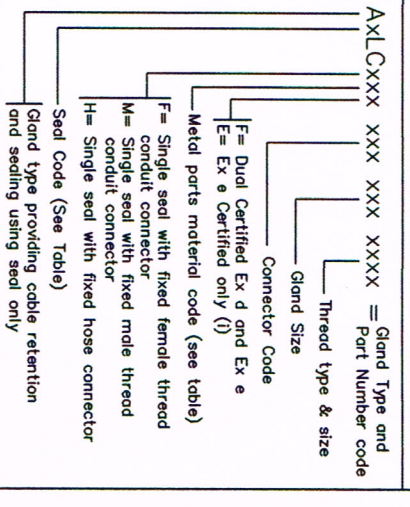 AxLCxxx xxx xxx xxxx = Gland Type and
Part Number code
Thread type & size
Gland Size
Connector Code
F= Dual Certified Ex d and Ex e
E= Ex e Certified only (i)
Metal parts material code (see table)
F= Single seal with fixed female thread
conduit connector
M= Single seal with fixed male thread
conduit connector
H= Single seal with fixed hose connector
Seal Code (See Table)
Gland type providing cable retention
and sealing using seal only